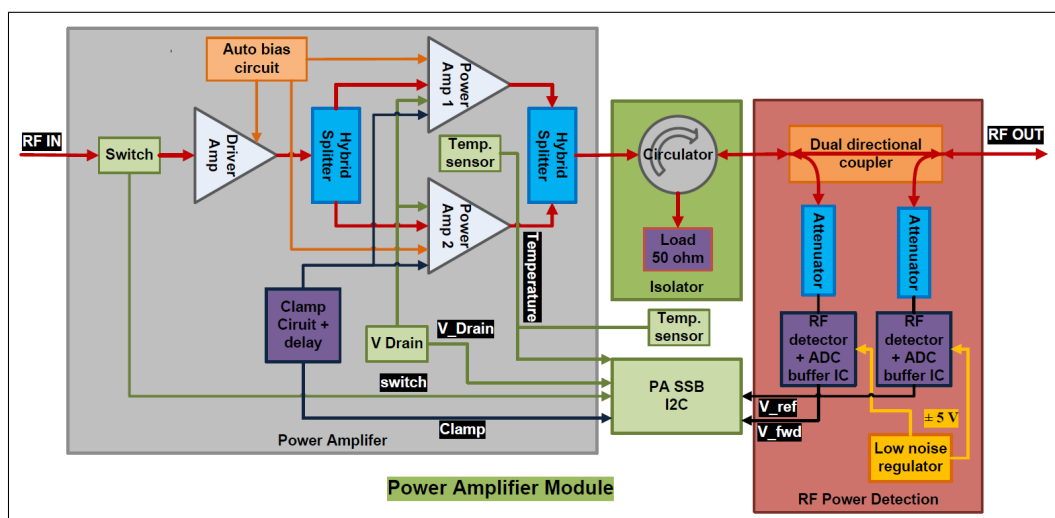 Auto bias
circuit
RF IN
Switch
Driver
Amp
Hybrid
Splitter
Power
Amp 1
Temp.
sensor
Power
Amp 2
Hybrid
Splitter
Temperature
Clamp
Ciruit +
delay
V Drain
V_Drain
switch
Clamp
Power Amplifer
Circulator
Load
50 ohm
Isolator
Temp.
sensor
PA SSB
I2C
Dual directional
coupler
RF OUT
Attenuator
Attenuator
RF
detector
+ ADC
buffer IC
RF
detector
+ ADC
buffer IC
V_ref
V_fwd
± 5 V
Low noise
regulator
RF Power Detection
Power Amplifier Module